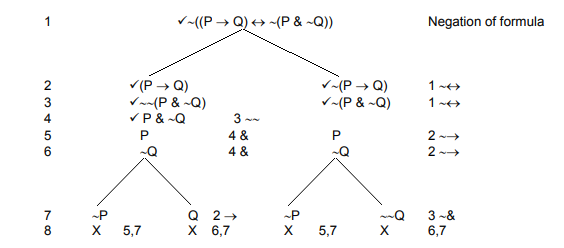 1 ✓~((P → Q) ↔ ~(P & ~Q)) Negation of formula
2 ✓(P → Q) ✓~(P → Q) 1 ~↔
3 ✓~~(P & ~Q) ✓~(P & ~Q) 1 ~↔
4 ✓ P & ~Q 3 ~~
5 P 4 & P 2 ~→
6 ~Q 4 & ~Q 2 ~→
7 ~P Q 2 → ~P ~~Q 3 ~&
8 X 5,7 X 6,7 X 5,7 X 6,7